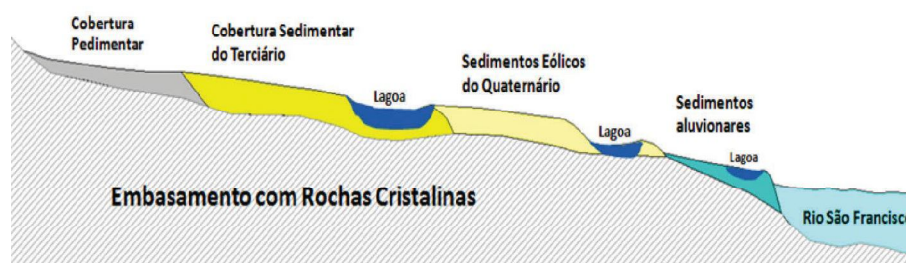 Cobertura
Pedimentar
Cobertura Sedimentar
do Terciário
Lagoa
Sedimentos Eólicos
do Quaternário
Lagoa
Sedimentos
aluvionares
Lagoa
Embasamento com Rochas Cristalinas
Rio São Francisco